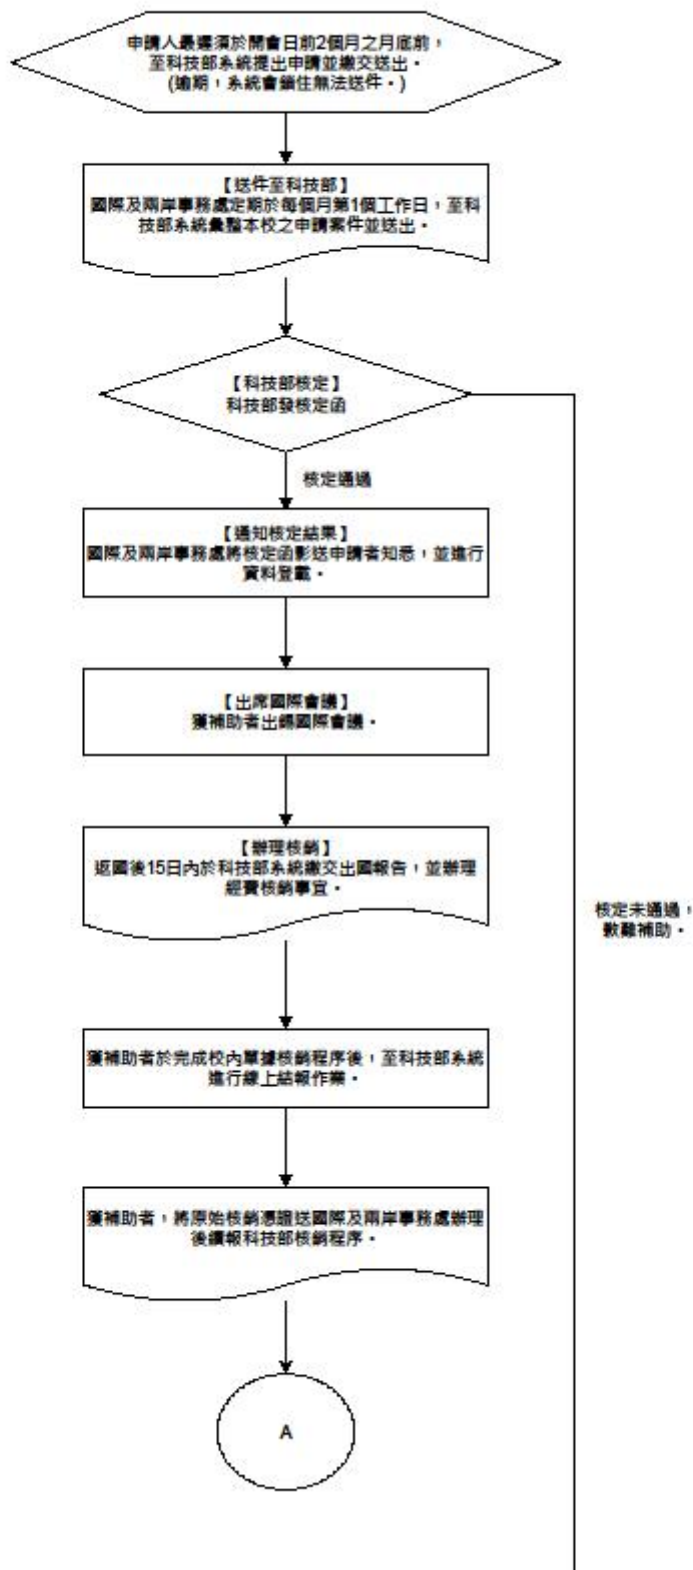 申請人最遲須於開會日前2個月之月底前，
至科技部系統提出申請並繳交送出。
(逾期，系統會鎖住無法送件。)
【送件至科技部】
國際及兩岸事務處定期於每個月第1個工作日，至科
技部系統彙整本校之申請案件並送出。
【科技部核定】
科技部發核定函
核定通過
【通知核定結果】
國際及兩岸事務處將核定函影送申請者知悉，並進行
資料登載。
【出席國際會議】
獲補助者出錫國際會議。
【辦理核銷】
返國後15日內於科技部系統繳交出國報告，並辦理
經費核銷事宜。
核定未通過，
歉難補助。
獲補助者於完成校內單據核銷程序後，至科技部系統
進行線上結報作業。
獲補助者，將原始核銷憑證送國際及兩岸事務處辦理
後續報科技部核銷程序。
A